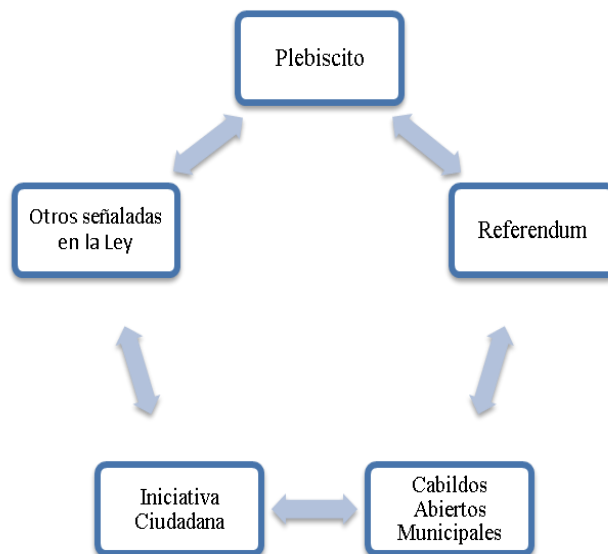 Plebiscito
Otros señaladas
en la Ley
Referendum
Iniciativa
Ciudadana
Cabildos
Abiertos
Municipales